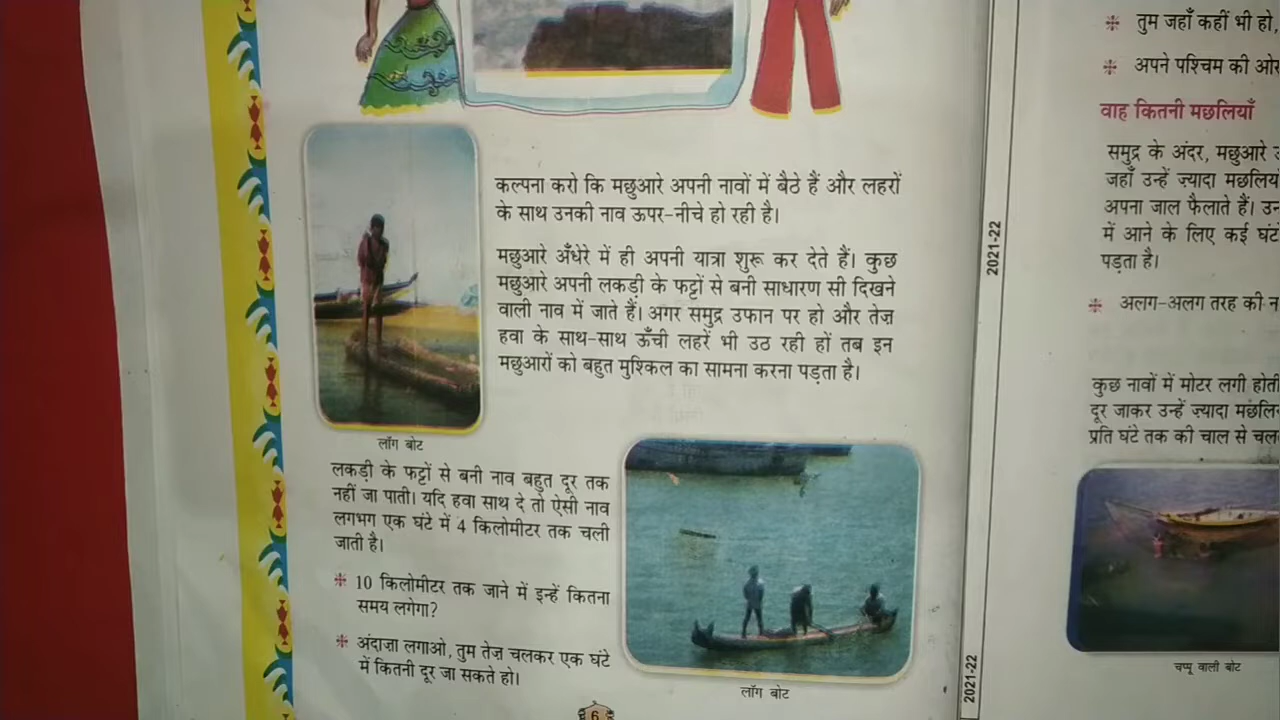 कल्पना करो कि मछुआरे अपनी नावों में बैठे हैं और लहरों
के साथ उनकी नाव ऊपर-नीचे हो रही है।
मछुआरे अँधेरे में ही अपनी यात्रा शुरू कर देते हैं। कुछ
मछुआरे अपनी लकड़ी के फट्टों से बनी साधारण सी दिखने
वाली नाव में जाते हैं। अगर समुद्र उफान पर हो और तेज़
हवा के साथ-साथ ऊँची लहरें भी उठ रही हों तब इन
मछुआरों को बहुत मुश्किल का सामना करना पड़ता है।
लॉग बोट
लकड़ी के फट्टों से बनी नाव बहुत दूर तक
नहीं जा पाती। यदि हवा साथ दे तो ऐसी नाव
लगभग एक घंटे में 4 किलोमीटर तक चली
जाती है।
❉ 10 किलोमीटर तक जाने में इन्हें कितना
समय लगेगा?
❉ अंदाज़ा लगाओ, तुम तेज़ चलकर एक घंटे
में कितनी दूर जा सकते हो।
लॉग बोट
6
2021-22
2021-22
❉ तुम जहाँ कहीं भी हो,
❉ अपने पश्चिम की ओर
वाह कितनी मछलियाँ
समुद्र के अंदर, मछुआरे
जहाँ उन्हें ज़्यादा
अपना जाल फैलाते हैं।
में आने के लिए कई
पड़ता है।
❉ अलग-अलग तरह की
कुछ नावों में मोटर लगी
दूर जाकर उन्हें ज़्यादा
प्रति घंटे तक की चाल से
चप्पू वाली बोट